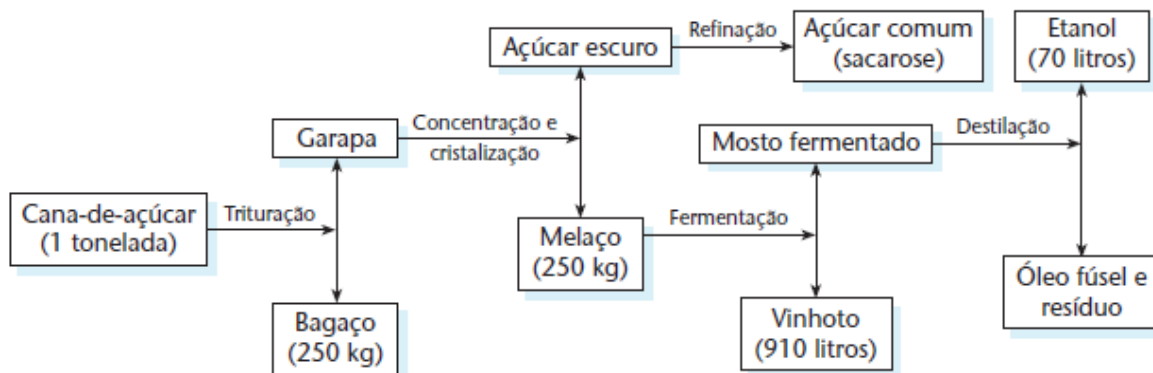 Cana-de-açúcar
(1 tonelada)
Trituração
Garapa
Bagaço
(250 kg)
Concentração e
cristalização
Açúcar escuro
Refinação
Açúcar comum
(sacarose)
Melaço
(250 kg)
Fermentação
Mosto fermentado
Vinhoto
(910 litros)
Destilação
Etanol
(70 litros)
Óleo fúsel e
resíduo